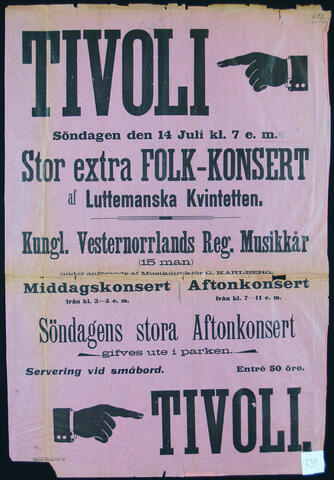 TIVOLI
Söndagen den 14 Juli kl. 7 e. m.
Stor extra FOLK-KONSERT
af Luttemanska Kvintetten.
Kungl. Vesternorrlands Reg. Musikkår
(15 man)
under anförande af Musikdirektör G. KARLBERG.
Middagskonsert Aftonkonsert
från kl. 3–5 e. m. från kl. 7–11 e. m.
Söndagens stora Aftonkonsert
gifves ute i parken.
Servering vid småbord. Entré 50 öre.
TIVOLI.